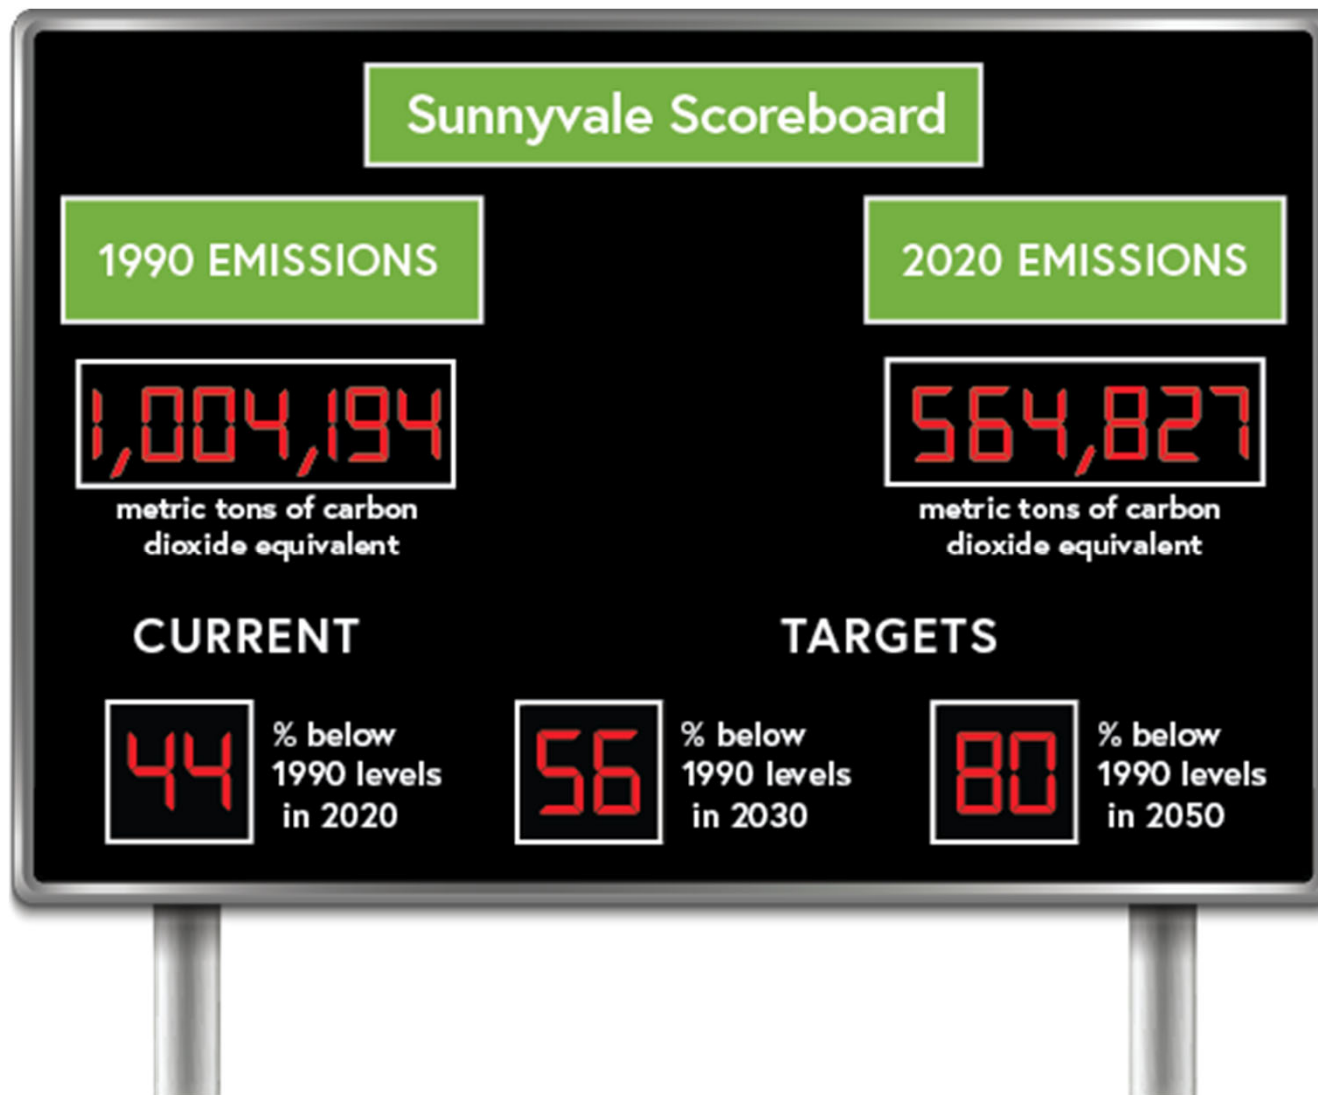 Sunnyvale Scoreboard
1990 EMISSIONS
1,004,194
metric tons of carbon
dioxide equivalent
2020 EMISSIONS
564,827
metric tons of carbon
dioxide equivalent
CURRENT
44
% below
1990 levels
in 2020
TARGETS
56
% below
1990 levels
in 2030
80
% below
1990 levels
in 2050